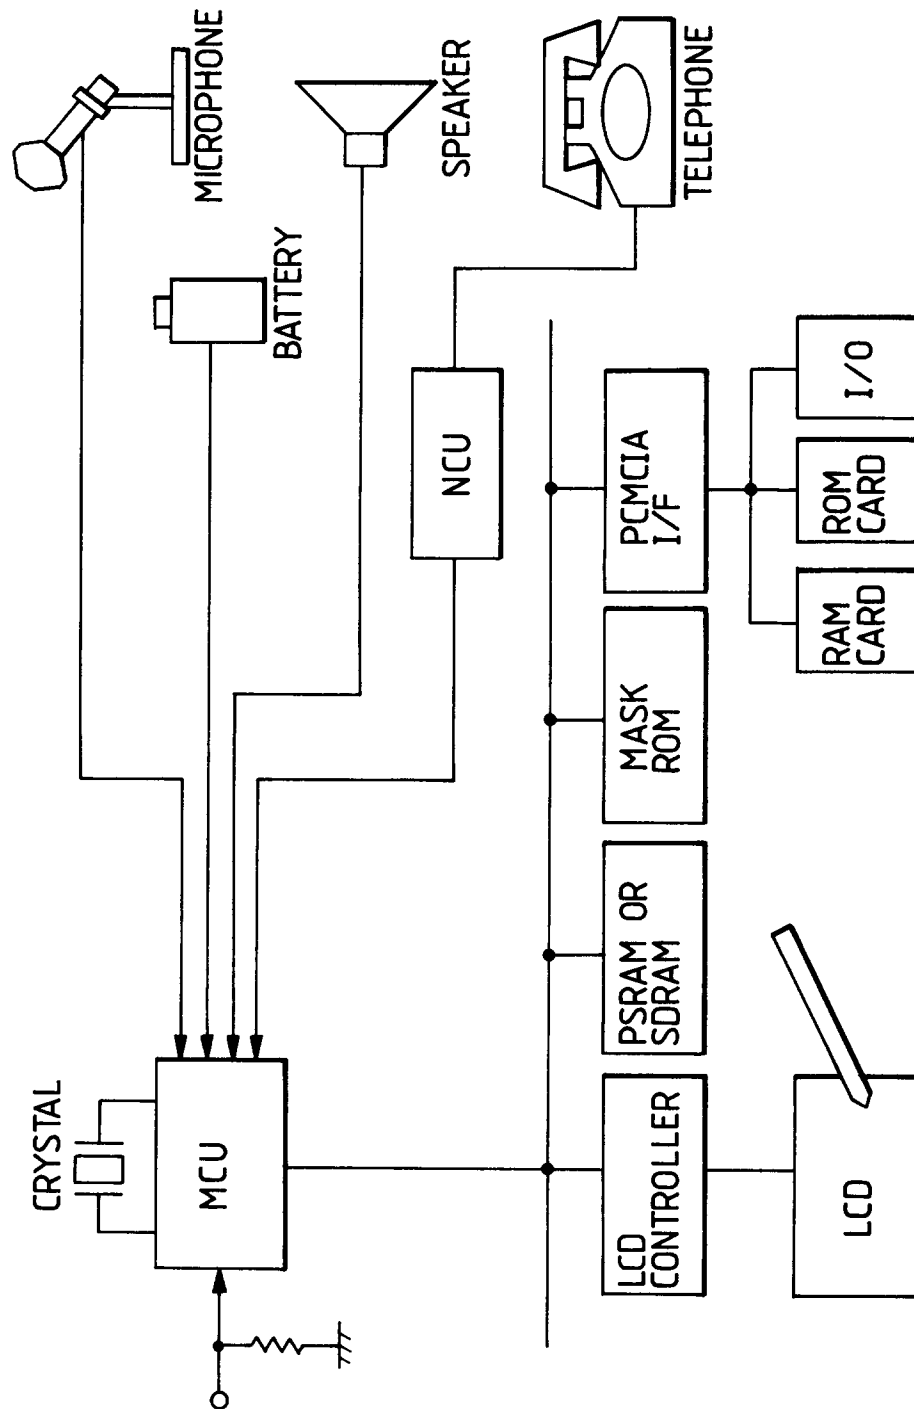 CRYSTAL
MCU
MICROPHONE
BATTERY
SPEAKER
NCU
TELEPHONE
LCD
CONTROLLER
PSRAM OR
SDRAM
MASK
ROM
PCMCIA
I/F
LCD
RAM
CARD
ROM
CARD
I/O